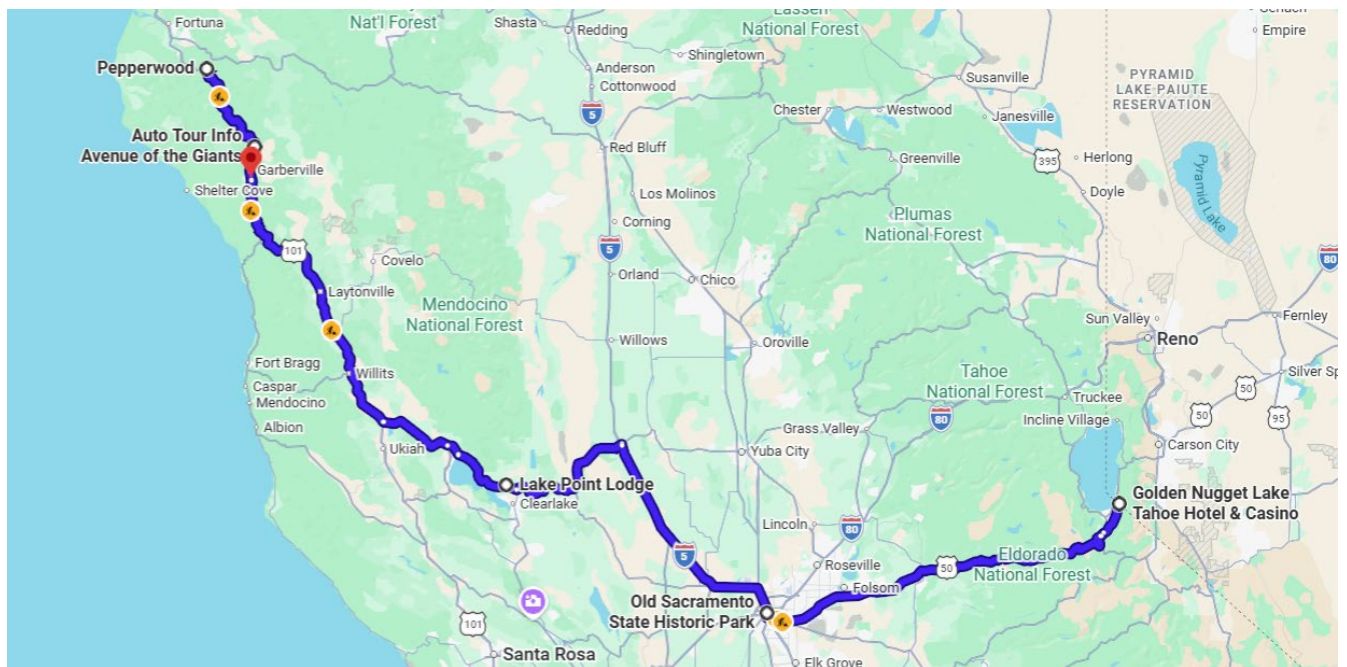 Fortuna
Nat'l Forest
Shasta
Redding
Lassen
National Forest
Empire
Pepperwood
Shingletown
Anderson
Cottonwood
Susanville
PYRAMID
LAKE PAIUTE
RESERVATION
Chester
Westwood
Janesville
Auto Tour Info
Avenue of the Giants
Garberville
Shelter Cove
5
Red Bluff
Greenville
395
Herlong
Doyle
Pyramid Lake
Los Molinos
Plumas
National Forest
Corning
5
101
Covelo
Orland
Chico
80
Laytonville
Mendocino
National Forest
Sun Valley
Fernley
Willows
Oroville
Reno
Fort Bragg
Willits
Caspar
Mendocino
Tahoe
National Forest
Truckee
50
Silver Sp
Albion
80
Grass Valley
Incline Village
50
95
Ukiah
Yuba City
Carson City
Lake Point Lodge
Clearlake
Golden Nugget Lake
Tahoe Hotel & Casino
Lincoln
80
5
Roseville
50
Eldorado
National Forest
Folsom
Old Sacramento
State Historic Park
101
Santa Rosa
Elk Grove